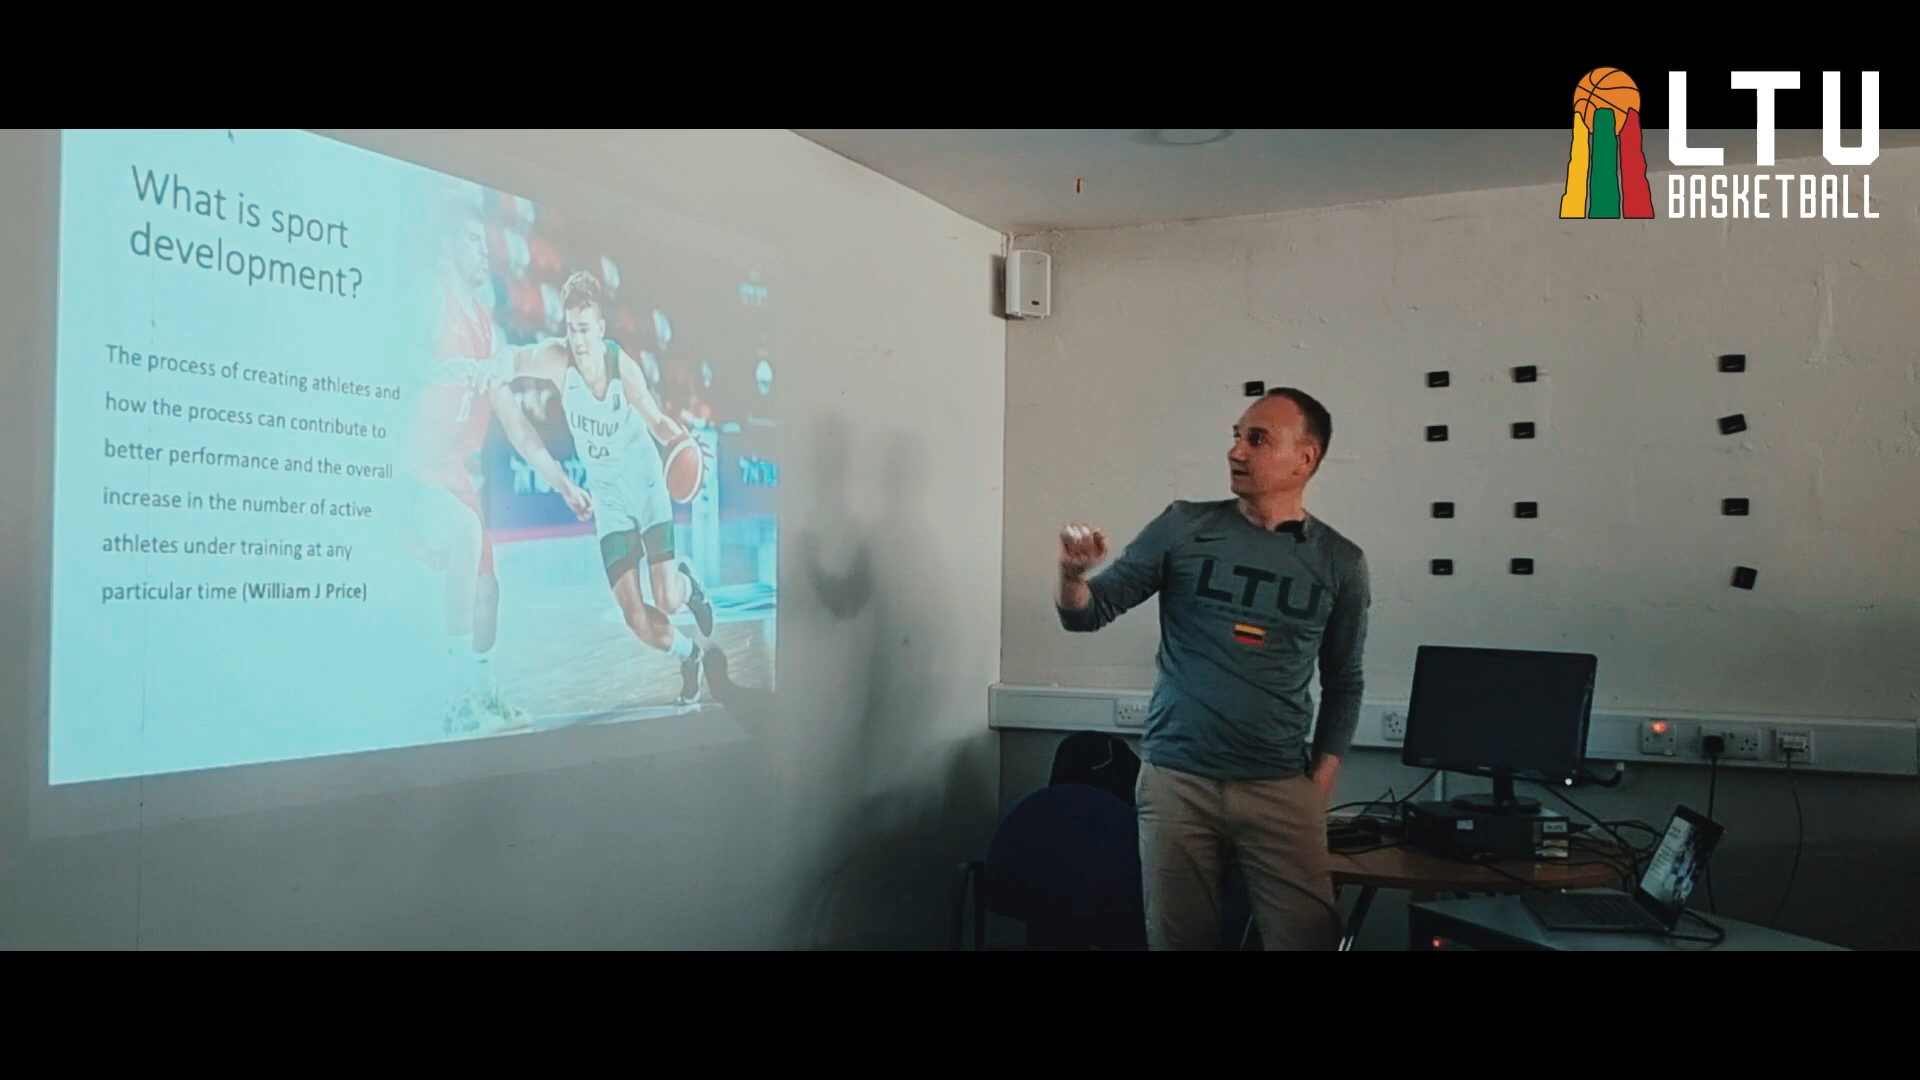 What is sport
development?
The process of creating athletes and
how the process can contribute to
better performance and the overall
increase in the number of active
athletes under training at any
particular time (William J Price)
LIETUVA
LTU
LTU
BASKETBALL